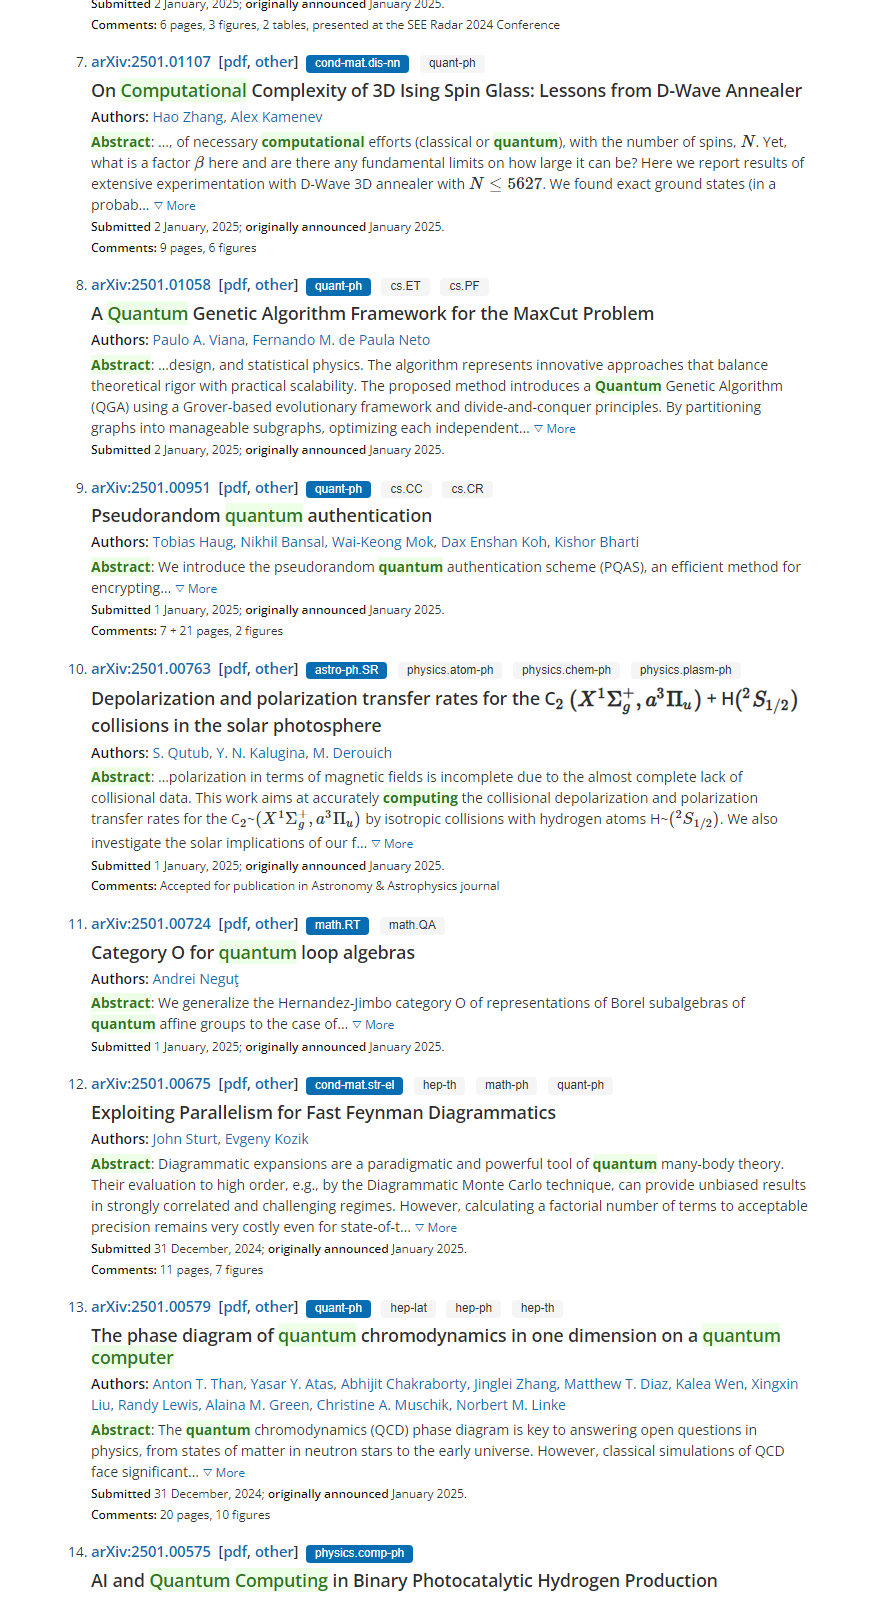 Submitted 2 January, 2025; originally announced January 2025.
Comments: 6 pages, 3 figures, 2 tables, presented at the SEE Radar 2024 Conference
7. arXiv:2501.01107 [pdf, other] cond-mat.dis-nn quant-ph
On Computational Complexity of 3D Ising Spin Glass: Lessons from D-Wave Annealer
Authors: Hao Zhang, Alex Kamenev
Abstract: ..., of necessary computational efforts (classical or quantum), with the number of spins, N. Yet,
what is a factor β here and are there any fundamental limits on how large it can be? Here we report results of
extensive experimentation with D-Wave 3D annealer with N ≤ 5627. We found exact ground states (in a
probab... ▽ More
Submitted 2 January, 2025; originally announced January 2025.
Comments: 9 pages, 6 figures
8. arXiv:2501.01058 [pdf, other] quant-ph cs.ET cs.PF
A Quantum Genetic Algorithm Framework for the MaxCut Problem
Authors: Paulo A. Viana, Fernando M. de Paula Neto
Abstract: ...design, and statistical physics. The algorithm represents innovative approaches that balance
theoretical rigor with practical scalability. The proposed method introduces a Quantum Genetic Algorithm
(QGA) using a Grover-based evolutionary framework and divide-and-conquer principles. By partitioning
graphs into manageable subgraphs, optimizing each independent... ▽ More
Submitted 2 January, 2025; originally announced January 2025.
9. arXiv:2501.00951 [pdf, other] quant-ph cs.CC cs.CR
Pseudorandom quantum authentication
Authors: Tobias Haug, Nikhil Bansal, Wai-Keong Mok, Dax Enshan Koh, Kishor Bharti
Abstract: We introduce the pseudorandom quantum authentication scheme (PQAS), an efficient method for
encrypting... ▽ More
Submitted 1 January, 2025; originally announced January 2025.
Comments: 7 + 21 pages, 2 figures
10. arXiv:2501.00763 [pdf, other] astro-ph.SR physics.atom-ph physics.chem-ph physics.plasm-ph
Depolarization and polarization transfer rates for the C₂ (X¹Σ_g⁺, a³Π_u) + H(²S_{1/2})
collisions in the solar photosphere
Authors: S. Qutub, Y. N. Kalugina, M. Derouich
Abstract: ...polarization in terms of magnetic fields is incomplete due to the almost complete lack of
collisional data. This work aims at accurately computing the collisional depolarization and polarization
transfer rates for the C₂~(X¹Σ_g⁺, a³Π_u) by isotropic collisions with hydrogen atoms H~(²S_{1/2}). We also
investigate the solar implications of our f... ▽ More
Submitted 1 January, 2025; originally announced January 2025.
Comments: Accepted for publication in Astronomy & Astrophysics journal
11. arXiv:2501.00724 [pdf, other] math.RT math.QA
Category O for quantum loop algebras
Authors: Andrei Neguţ
Abstract: We generalize the Hernandez-Jimbo category O of representations of Borel subalgebras of
quantum affine groups to the case of... ▽ More
Submitted 1 January, 2025; originally announced January 2025.
12. arXiv:2501.00675 [pdf, other] cond-mat.str-el hep-th math-ph quant-ph
Exploiting Parallelism for Fast Feynman Diagrammatics
Authors: John Sturt, Evgeny Kozik
Abstract: Diagrammatic expansions are a paradigmatic and powerful tool of quantum many-body theory.
Their evaluation to high order, e.g., by the Diagrammatic Monte Carlo technique, can provide unbiased results
in strongly correlated and challenging regimes. However, calculating a factorial number of terms to acceptable
precision remains very costly even for state-of-t... ▽ More
Submitted 31 December, 2024; originally announced January 2025.
Comments: 11 pages, 7 figures
13. arXiv:2501.00579 [pdf, other] quant-ph hep-lat hep-ph hep-th
The phase diagram of quantum chromodynamics in one dimension on a quantum
computer
Authors: Anton T. Than, Yasar Y. Atas, Abhijit Chakraborty, Jinglei Zhang, Matthew T. Diaz, Kalea Wen, Xingxin
Liu, Randy Lewis, Alaina M. Green, Christine A. Muschik, Norbert M. Linke
Abstract: The quantum chromodynamics (QCD) phase diagram is key to answering open questions in
physics, from states of matter in neutron stars to the early universe. However, classical simulations of QCD
face significant... ▽ More
Submitted 31 December, 2024; originally announced January 2025.
Comments: 20 pages, 10 figures
14. arXiv:2501.00575 [pdf, other] physics.comp-ph
AI and Quantum Computing in Binary Photocatalytic Hydrogen Production